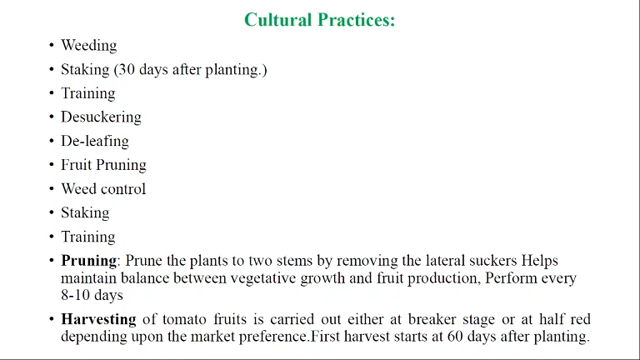 Cultural Practices:
• Weeding
• Staking (30 days after planting.)
• Training
• Desuckering
• De-leafing
• Fruit Pruning
• Weed control
• Staking
• Training
• Pruning: Prune the plants to two stems by removing the lateral suckers Helps
maintain balance between vegetative growth and fruit production, Perform every
8-10 days
• Harvesting of tomato fruits is carried out either at breaker stage or at half red
depending upon the market preference.First harvest starts at 60 days after planting.